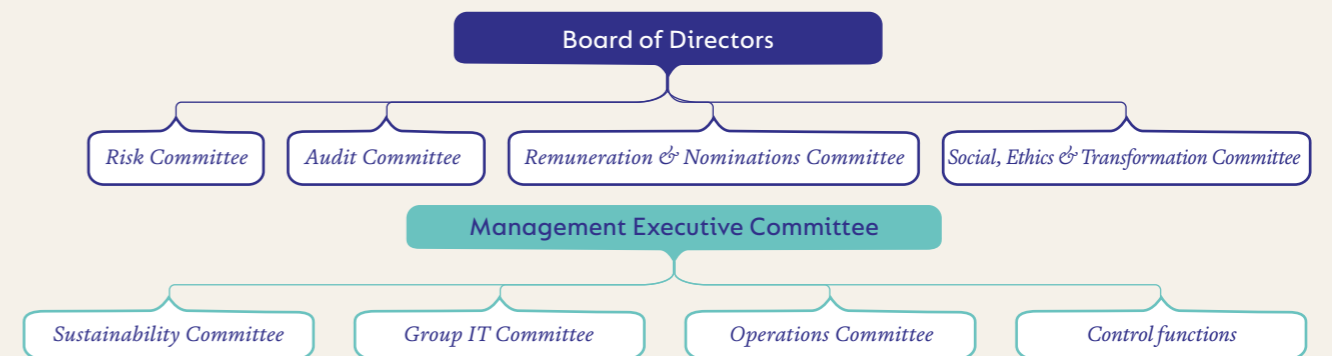 Board of Directors
Risk Committee
Audit Committee
Remuneration & Nominations Committee
Social, Ethics & Transformation Committee
Management Executive Committee
Sustainability Committee
Group IT Committee
Operations Committee
Control functions